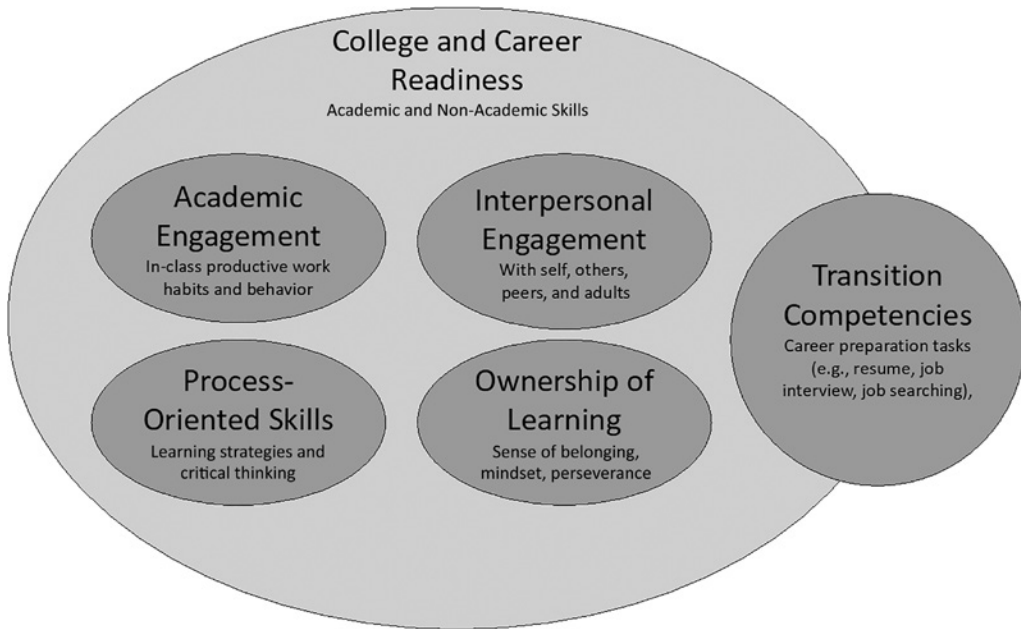 College and Career
Readiness
Academic and Non-Academic Skills
Academic
Engagement
In-class productive work
habits and behavior
Interpersonal
Engagement
With self, others,
peers, and adults
Transition
Competencies
Career preparation tasks
(e.g., resume, job
interview, job searching),
Process-
Oriented Skills
Learning strategies and
critical thinking
Ownership of
Learning
Sense of belonging,
mindset, perseverance